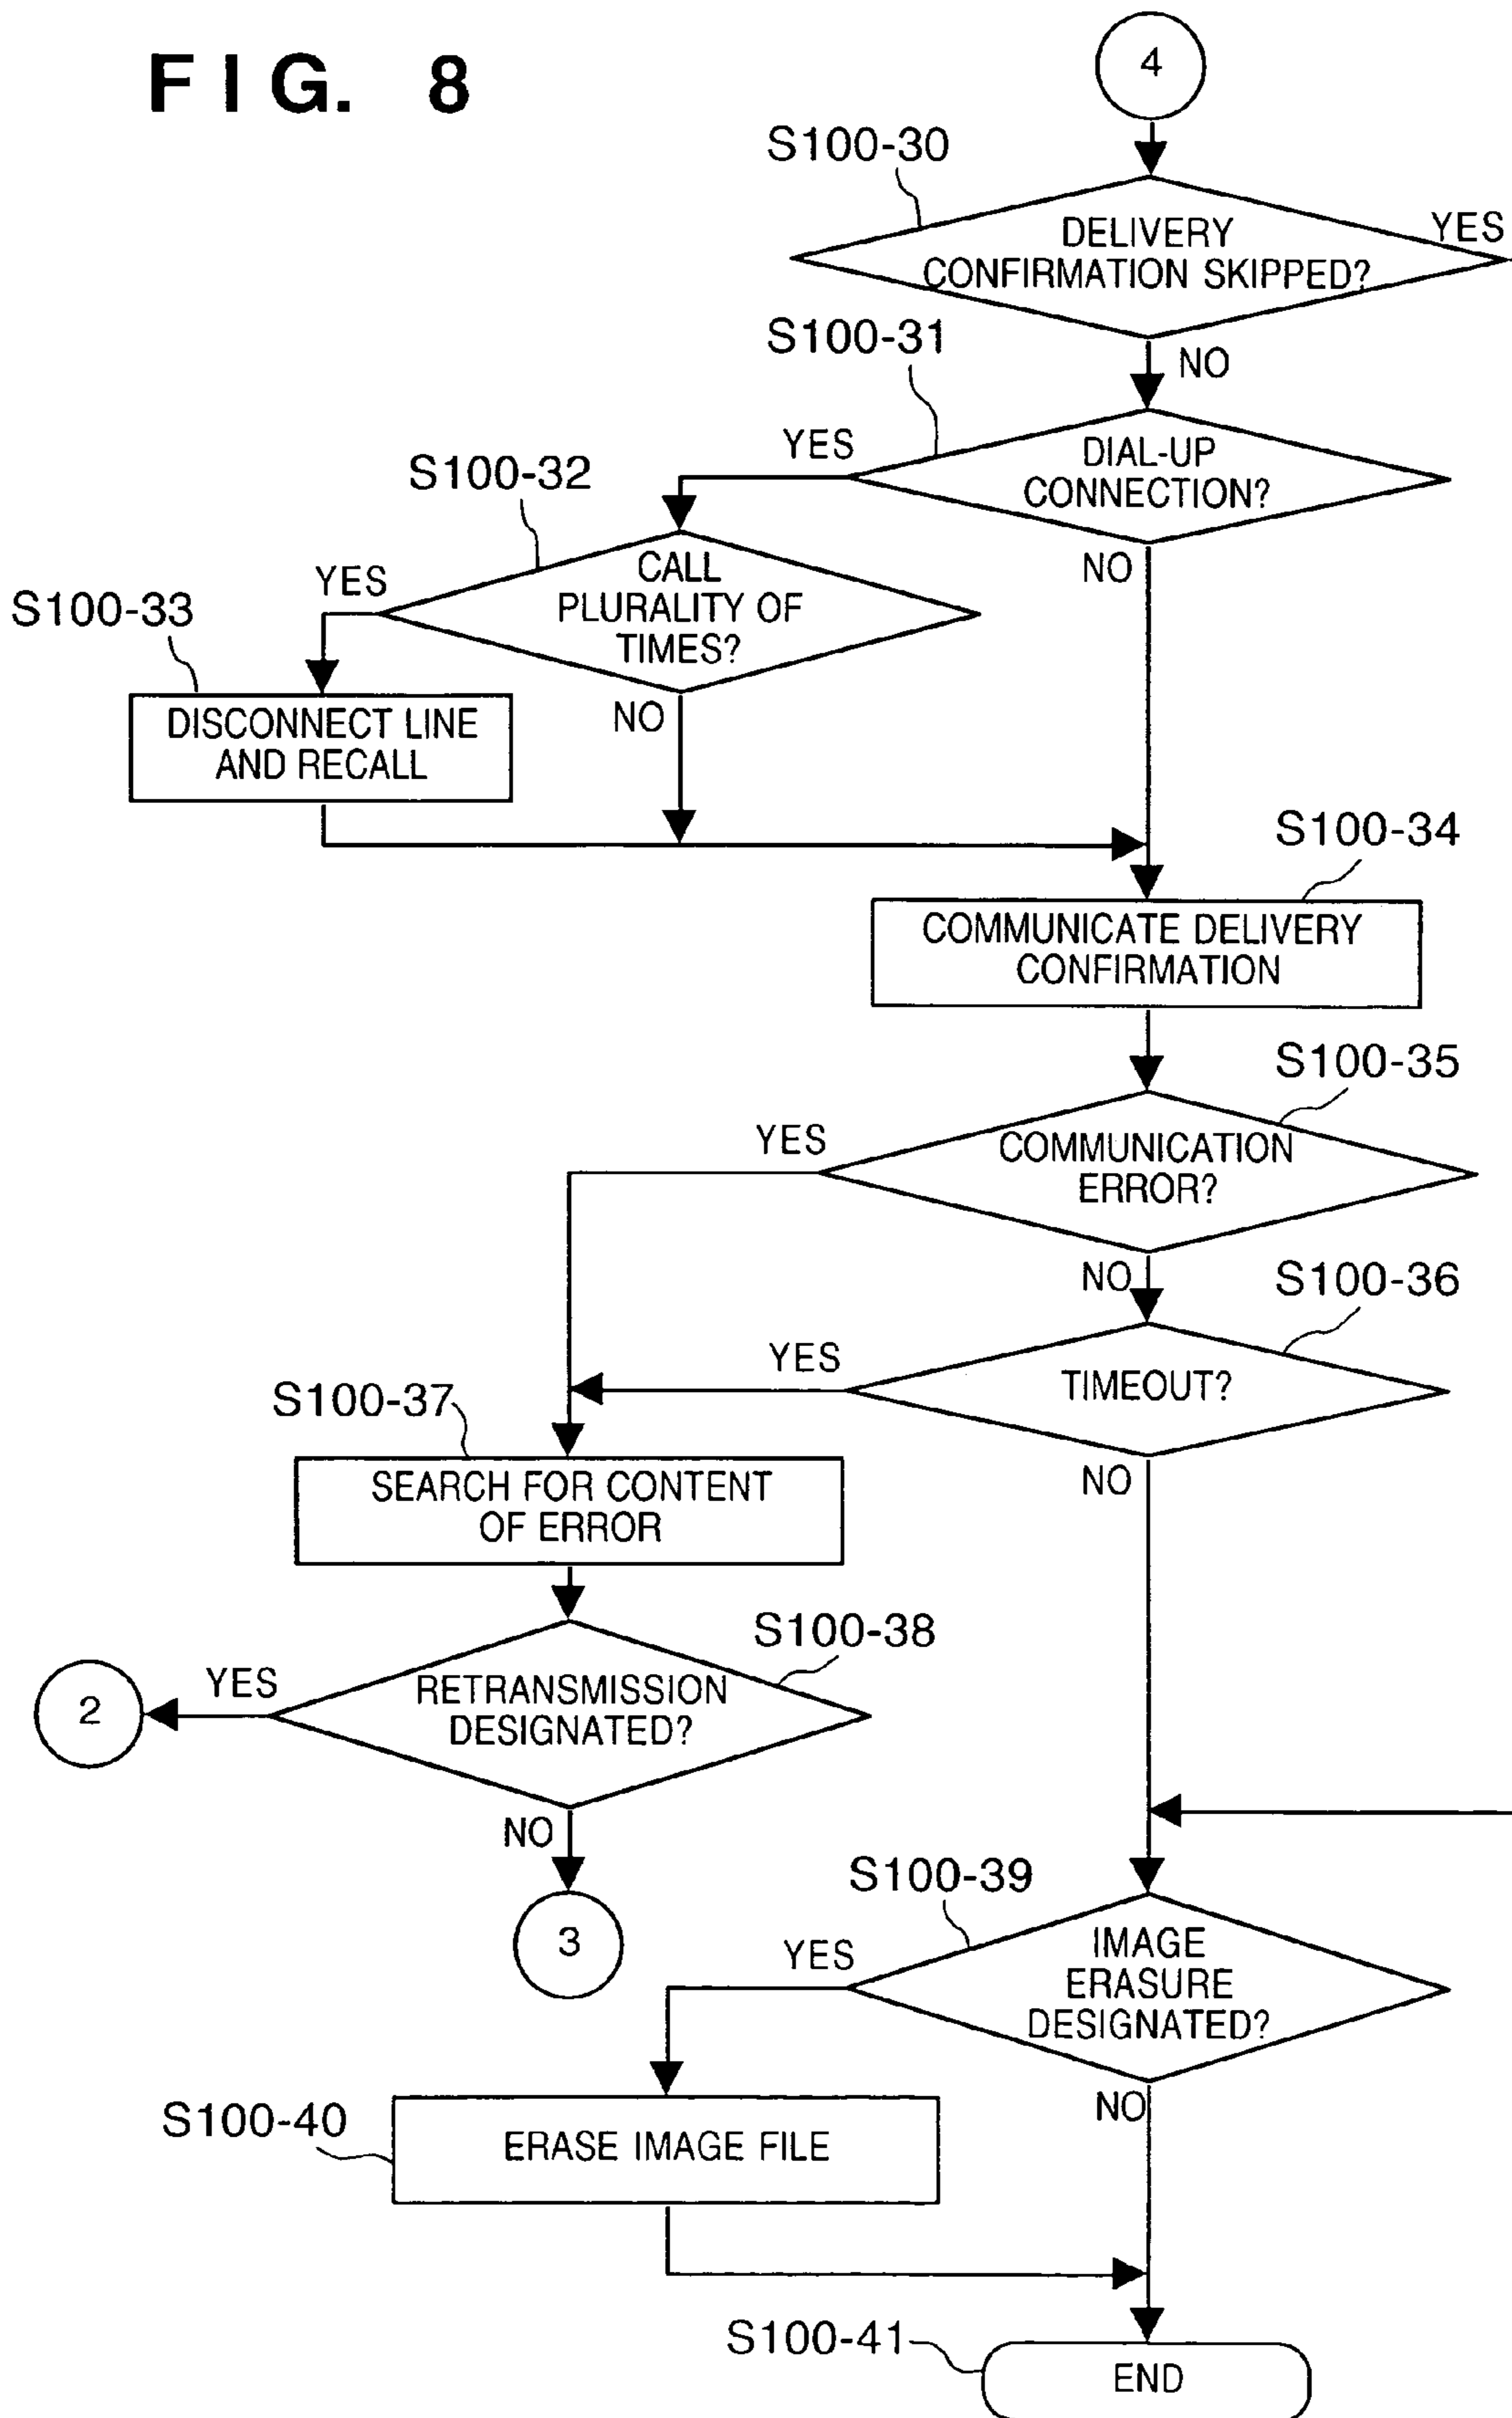 FIG. 8
4
S100-30
DELIVERY
CONFIRMATION SKIPPED?
YES
NO
S100-31
DIAL-UP
CONNECTION?
YES
NO
S100-32
CALL
PLURALITY OF
TIMES?
YES
NO
S100-33
DISCONNECT LINE
AND RECALL
S100-34
COMMUNICATE DELIVERY
CONFIRMATION
S100-35
COMMUNICATION
ERROR?
YES
NO
S100-36
TIMEOUT?
YES
NO
S100-37
SEARCH FOR CONTENT
OF ERROR
S100-38
RETRANSMISSION
DESIGNATED?
YES
2
NO
3
S100-39
IMAGE
ERASURE
DESIGNATED?
YES
NO
S100-40
ERASE IMAGE FILE
S100-41
END